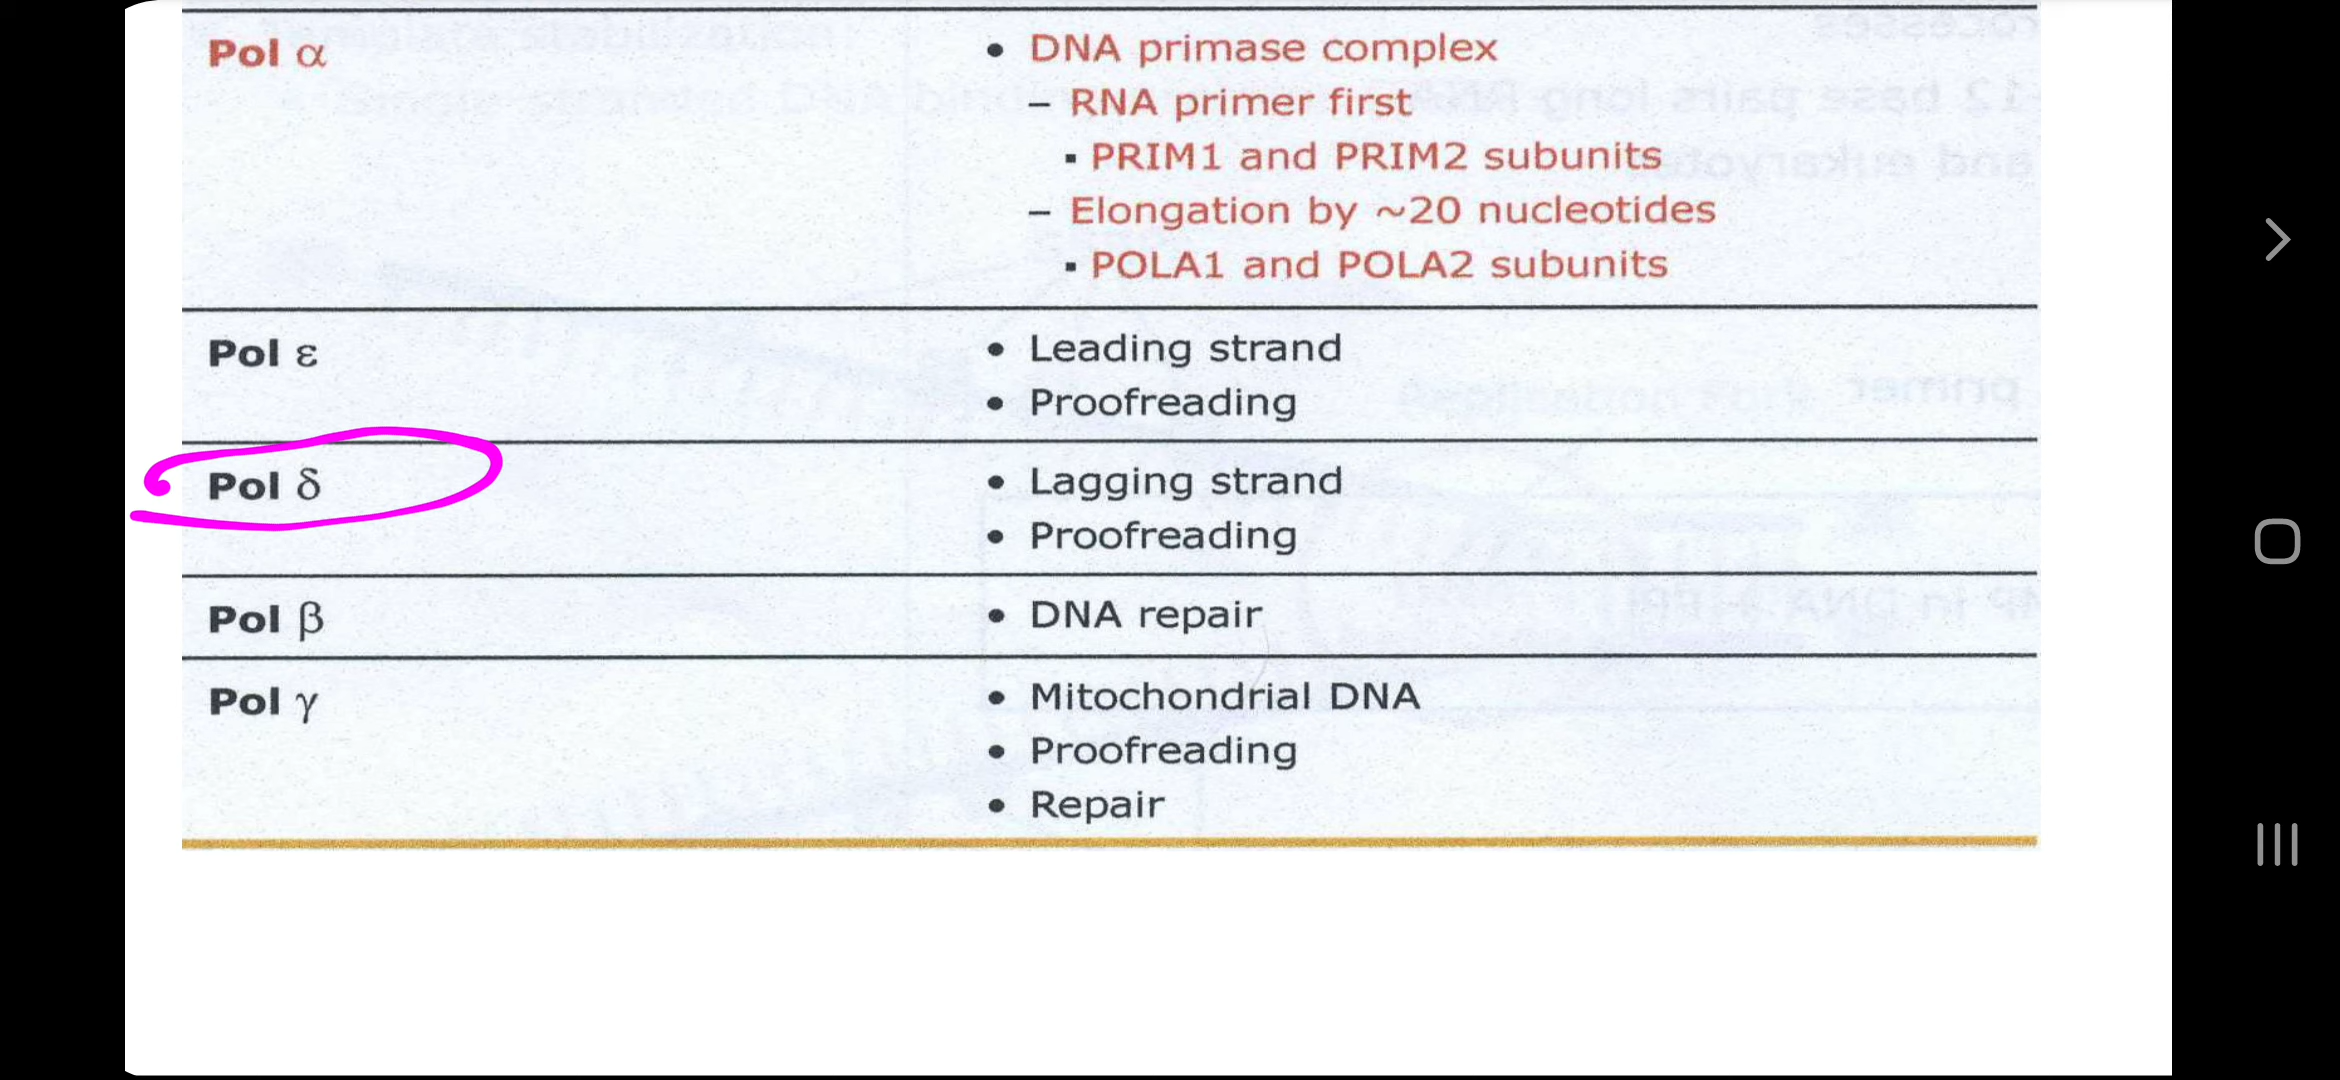 Pol α
• DNA primase complex
– RNA primer first
▪ PRIM1 and PRIM2 subunits
– Elongation by ~20 nucleotides
▪ POLA1 and POLA2 subunits
Pol ε
• Leading strand
• Proofreading
Pol δ
• Lagging strand
• Proofreading
Pol β
• DNA repair
Pol γ
• Mitochondrial DNA
• Proofreading
• Repair